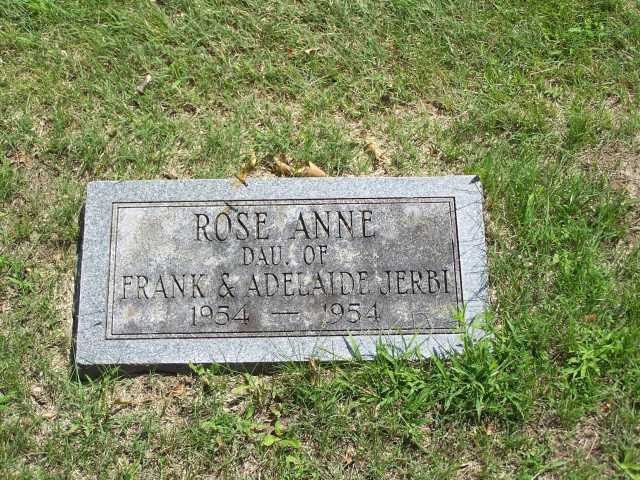 ROSE ANNE
DAU. OF
FRANK & ADELAIDE JERBI
1954 — 1954